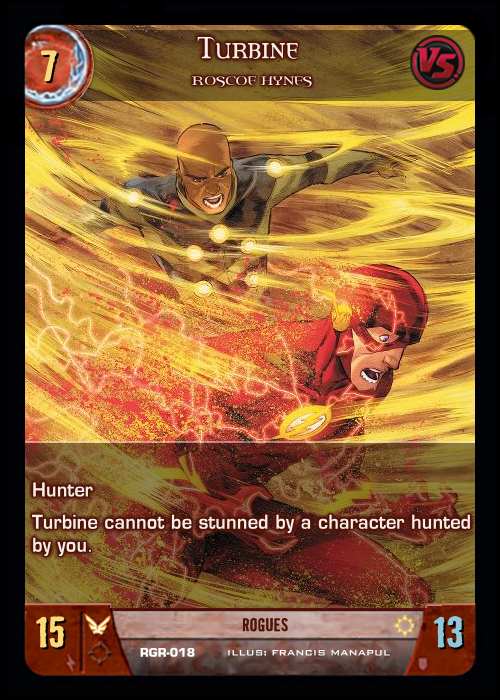 7
Turbine
VS.
Roscoe Hynes
Hunter
Turbine cannot be stunned by a character hunted
by you.
15
ROGUES
13
RGR-018
ILLUS: FRANCIS MANAPUL